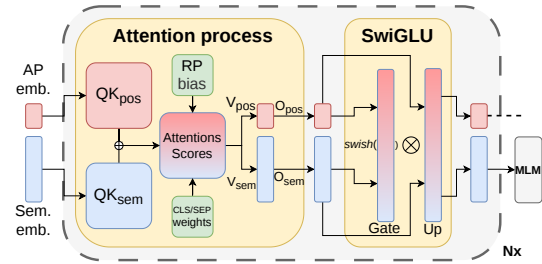 Attention process
SwiGLU
AP
emb.
RP
bias
QKpos
Vpos
Opos
Attentions
Scores
swish( )
MLM
QKsem
Vsem
Osem
CLS/SEP
weights
Sem.
emb.
Gate
Up
Nx